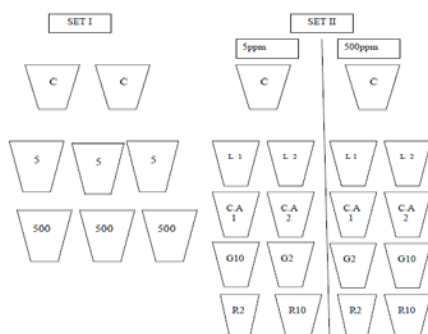 SET I
SET II
5ppm
500ppm
C
C
C
C
5
5
5
L 1
L 2
L 1
L 2
C.A
1
C.A
2
C.A
1
C.A
2
500
500
500
G10
G2
G2
G10
R2
R10
R2
R10